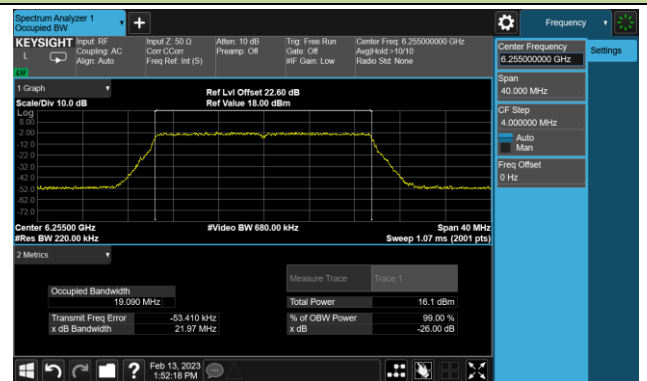 Spectrum Analyzer 1
Occupied BW
Frequency
KEYSIGHT
L
Input: RF
Coupling: AC
Align: Auto
Input Z: 50 Ω
Corr CCorr
Freq Ref: Int (S)
Atten: 10 dB
Preamp: Off
Trig: Free Run
Gate: Off
#IF Gain: Low
Center Freq: 6.255000000 GHz
Avg|Hold:>10/10
Radio Std: None
Center Frequency
6.255000000 GHz
Settings
Span
40.000 MHz
CF Step
4.000000 MHz
Auto
Man
Freq Offset
0 Hz
1 Graph
Scale/Div 10.0 dB
Ref Lvl Offset 22.60 dB
Ref Value 18.00 dBm
Log
8.00
-2.00
-12.0
-22.0
-32.0
-42.0
-52.0
-62.0
-72.0
Center 6.25500 GHz
#Video BW 680.00 kHz
Span 40 MHz
#Res BW 220.00 kHz
Sweep 1.07 ms (2001 pts)
2 Metrics
Measure Trace
Trace 1
Occupied Bandwidth
19.090 MHz
Total Power
16.1 dBm
Transmit Freq Error
-53.410 kHz
% of OBW Power
99.00 %
x dB Bandwidth
21.97 MHz
x dB
-26.00 dB
Feb 13, 2023
1:52:18 PM